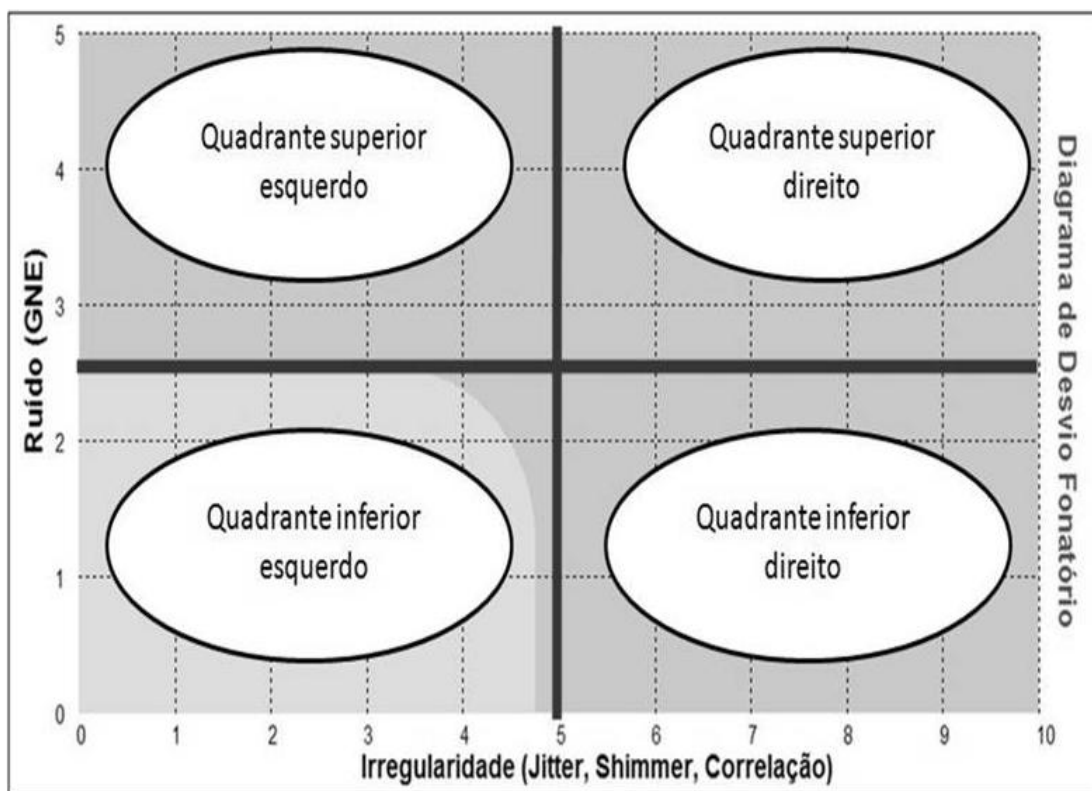 5
Quadrante superior
esquerdo
Quadrante superior
direito
4
3
Ruído (GNE)
Diagrama de Desvio Fonatório
2
Quadrante inferior
esquerdo
Quadrante inferior
direito
1
0
0 1 2 3 4 5 6 7 8 9 10
Irregularidade (Jitter, Shimmer, Correlação)